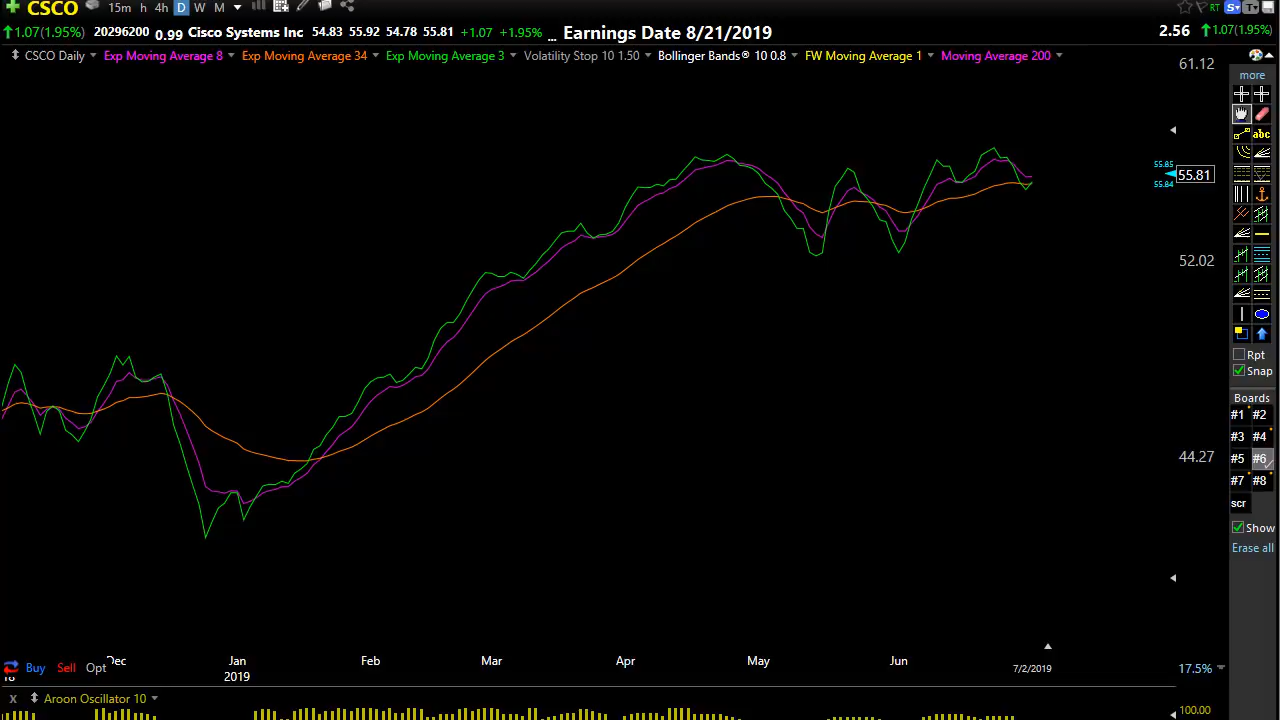 CSCO 15m h 4h D W M RT S T
1.07(1.95%) 20296200 0.99 Cisco Systems Inc 54.83 55.92 54.78 55.81 +1.07 +1.95% ... Earnings Date 8/21/2019 2.56 1.07(1.95%)
CSCO Daily Exp Moving Average 8 Exp Moving Average 34 Exp Moving Average 3 Volatility Stop 10 1.50 Bollinger Bands® 10 0.8 FW Moving Average 1 Moving Average 200
61.12
more
abc
55.85
55.81
55.84
52.02
Rpt
Snap
Boards
#1 #2
#3 #4
44.27
#5 #6
#7 #8
scr
Show
Erase all
Buy Sell Opt Dec Jan Feb Mar Apr May Jun 7/2/2019 17.5%
2019
x Aroon Oscillator 10
100.00